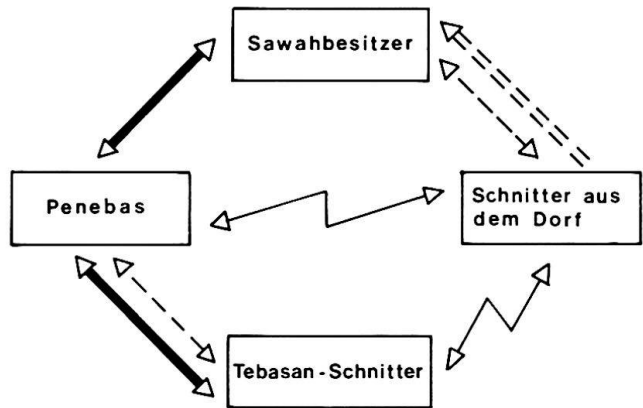 Sawahbesitzer
Penebas
Schnitter aus
dem Dorf
Tebasan-Schnitter